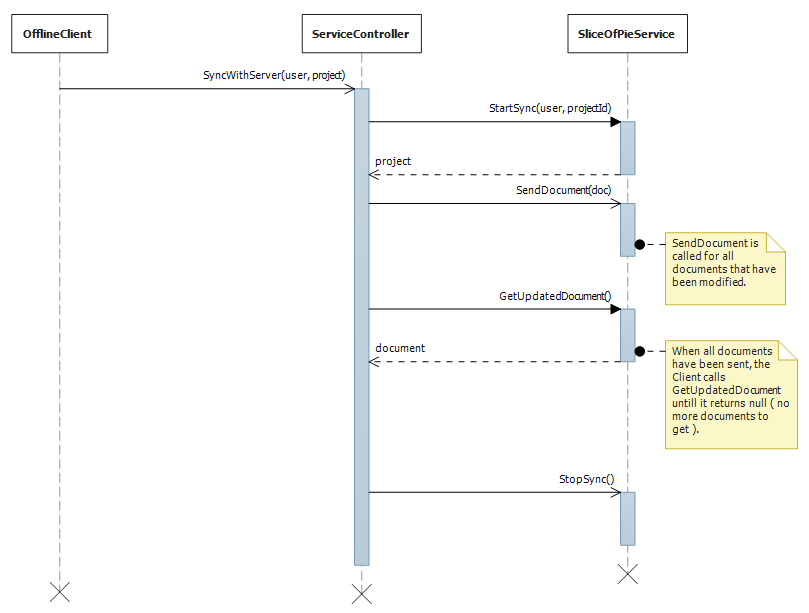 OfflineClient
ServiceController
SliceOfPieService
SyncWithServer(user, project)
StartSync(user, projectId)
project
SendDocument(doc)
SendDocument is
called for all
documents that have
been modified.
GetUpdatedDocument()
document
When all documents
have been sent, the
Client calls
GetUpdatedDocument
untill it returns null ( no
more documents to
get ).
StopSync()